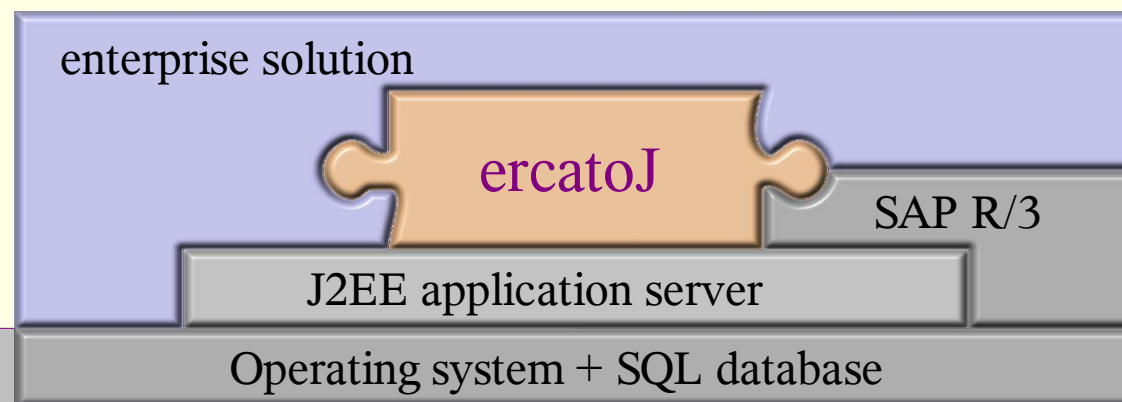 enterprise solution
ercatoJ
SAP R/3
J2EE application server
Operating system + SQL database